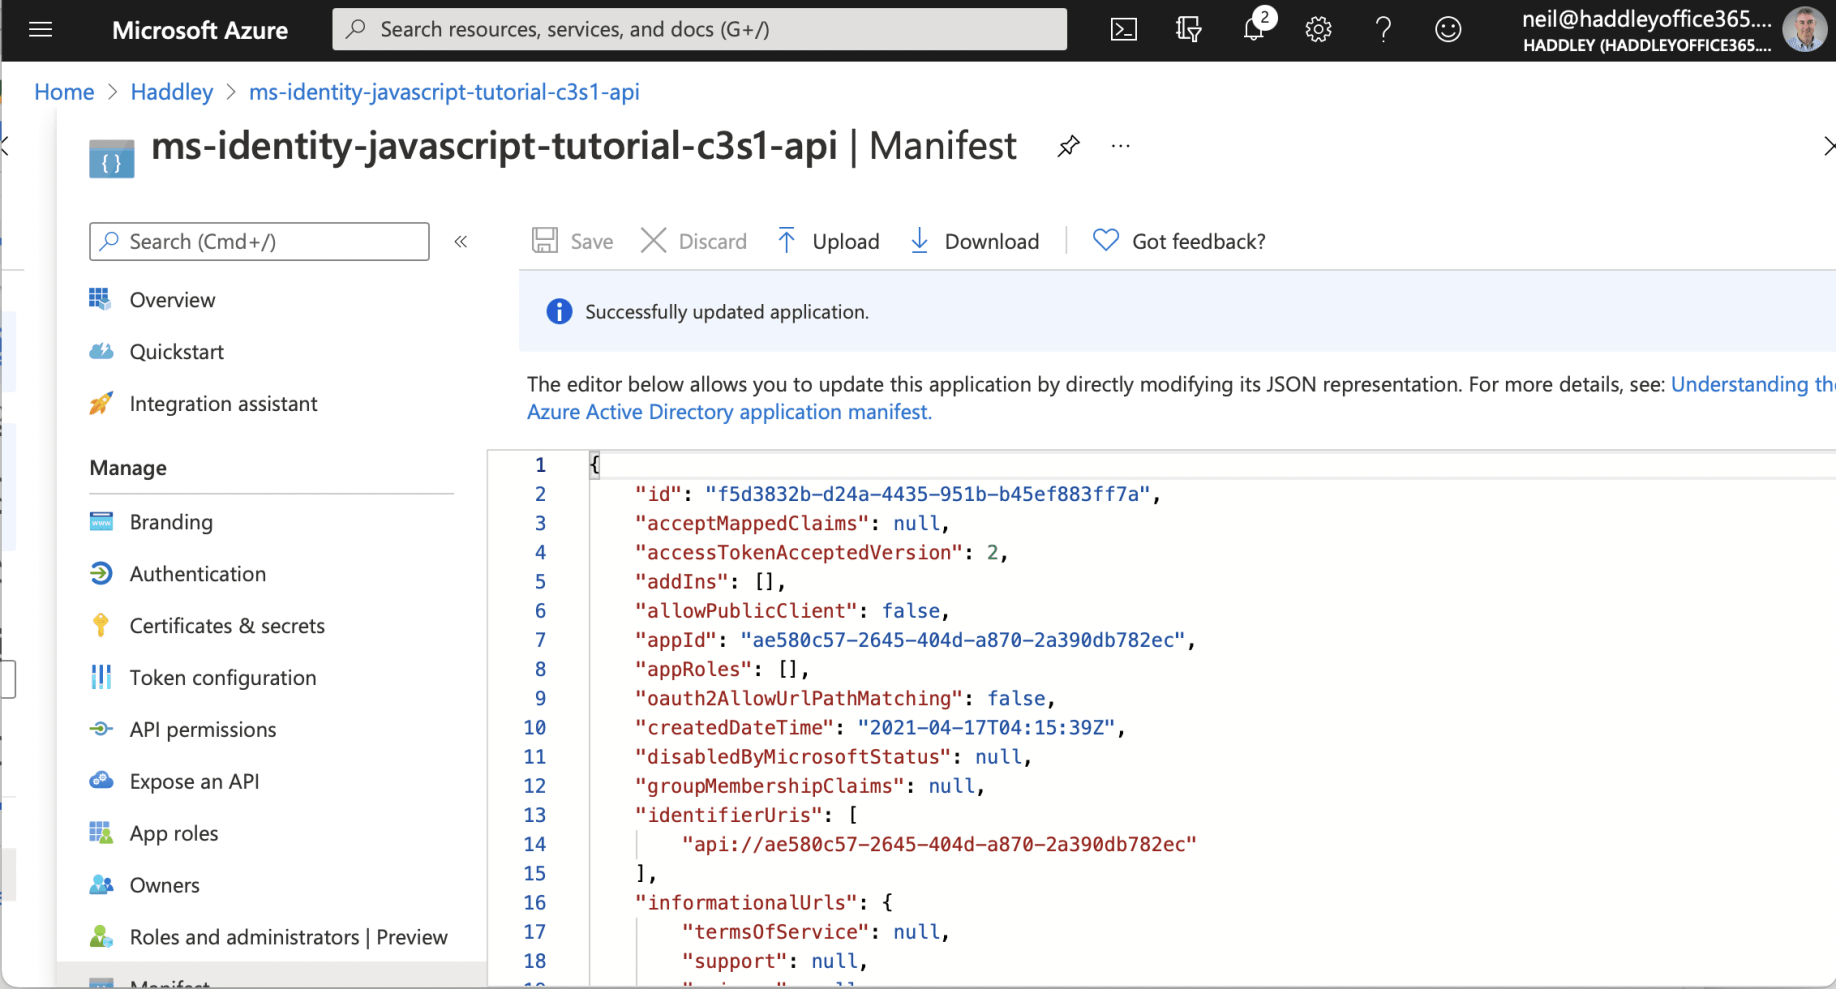 Microsoft Azure
Search resources, services, and docs (G+/)
2
neil@haddleyoffice365....
HADDLEY (HADDLEYOFFICE365....
Home > Haddley > ms-identity-javascript-tutorial-c3s1-api
ms-identity-javascript-tutorial-c3s1-api | Manifest
Search (Cmd+/)
Save Discard Upload Download Got feedback?
Successfully updated application.
The editor below allows you to update this application by directly modifying its JSON representation. For more details, see: Understanding the
Azure Active Directory application manifest.
Overview
Quickstart
Integration assistant
Manage
Branding
Authentication
Certificates & secrets
Token configuration
API permissions
Expose an API
App roles
Owners
Roles and administrators | Preview
Manifest
1 {
2 "id": "f5d3832b-d24a-4435-951b-b45ef883ff7a",
3 "acceptMappedClaims": null,
4 "accessTokenAcceptedVersion": 2,
5 "addIns": [],
6 "allowPublicClient": false,
7 "appId": "ae580c57-2645-404d-a870-2a390db782ec",
8 "appRoles": [],
9 "oauth2AllowUrlPathMatching": false,
10 "createdDateTime": "2021-04-17T04:15:39Z",
11 "disabledByMicrosoftStatus": null,
12 "groupMembershipClaims": null,
13 "identifierUris": [
14 "api://ae580c57-2645-404d-a870-2a390db782ec"
15 ],
16 "informationalUrls": {
17 "termsOfService": null,
18 "support": null,